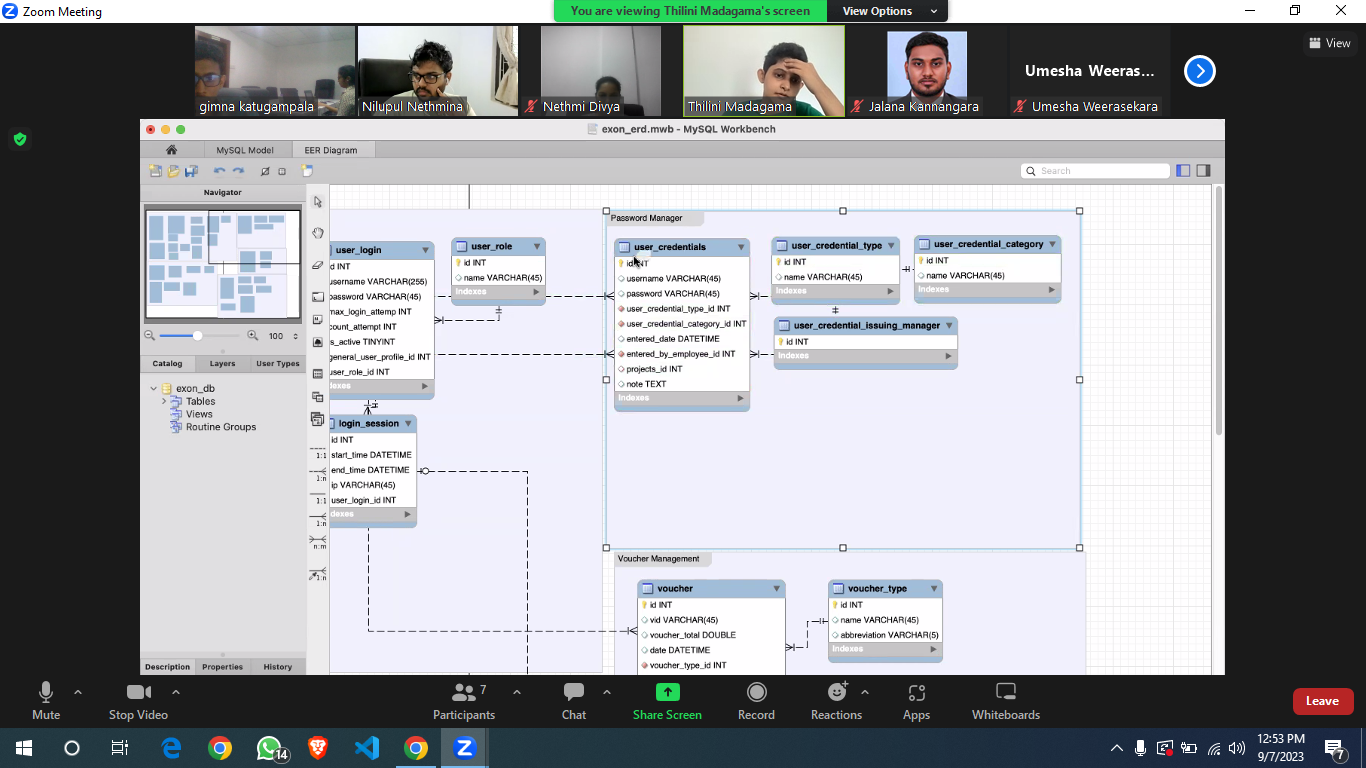 Zoom Meeting
You are viewing Thilini Madagama's screen
View Options
View
gimna katugampala
Nilupul Nethmina
Nethmi Divya
Thilini Madagama
Jalana Kannangara
Umesha Weeras...
Umesha Weerasekara
exon_erd.mwb - MySQL Workbench
MySQL Model
EER Diagram
Search
Navigator
100
Catalog
Layers
User Types
exon_db
Tables
Views
Routine Groups
Description
Properties
History
1:1
1:n
1:1
1:n
n:m
1:n
user_login
id INT
username VARCHAR(255)
password VARCHAR(45)
max_login_attemp INT
count_attempt INT
is_active TINYINT
general_user_profile_id INT
user_role_id INT
dexes
user_role
id INT
name VARCHAR(45)
Indexes
login_session
id INT
start_time DATETIME
end_time DATETIME
ip VARCHAR(45)
user_login_id INT
dexes
Password Manager
user_credentials
id INT
username VARCHAR(45)
password VARCHAR(45)
user_credential_type_id INT
user_credential_category_id INT
entered_date DATETIME
entered_by_employee_id INT
projects_id INT
note TEXT
Indexes
user_credential_type
id INT
name VARCHAR(45)
Indexes
user_credential_category
id INT
name VARCHAR(45)
Indexes
user_credential_issuing_manager
id INT
Indexes
Voucher Management
voucher
id INT
vid VARCHAR(45)
voucher_total DOUBLE
date DATETIME
voucher_type_id INT
voucher_type
id INT
name VARCHAR(45)
abbreviation VARCHAR(5)
Indexes
Mute
Stop Video
7
Participants
Chat
Share Screen
Record
Reactions
Apps
Whiteboards
Leave
14
12:53 PM
9/7/2023
7